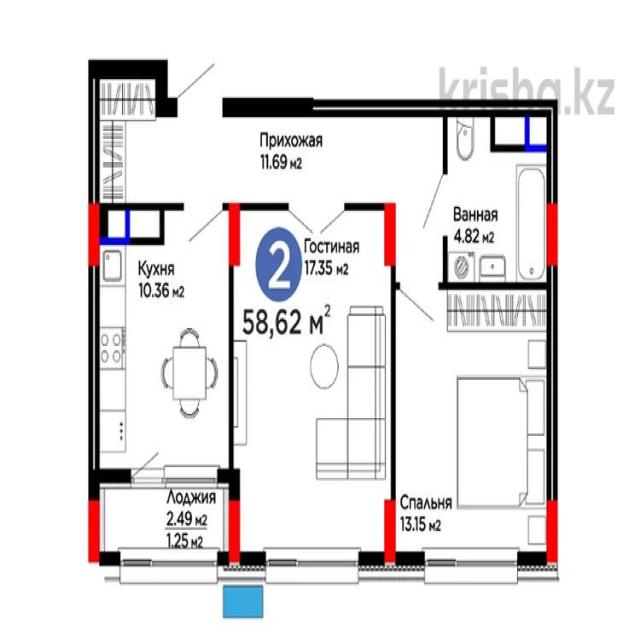 krisha.kz
Прихожая
11.69 м2
Ванная
4.82 м2
2
Гостиная
17.35 м2
58,62 м2
Кухня
10.36 м2
Лоджия
2.49 м2
1.25 м2
Спальня
13.15 м2